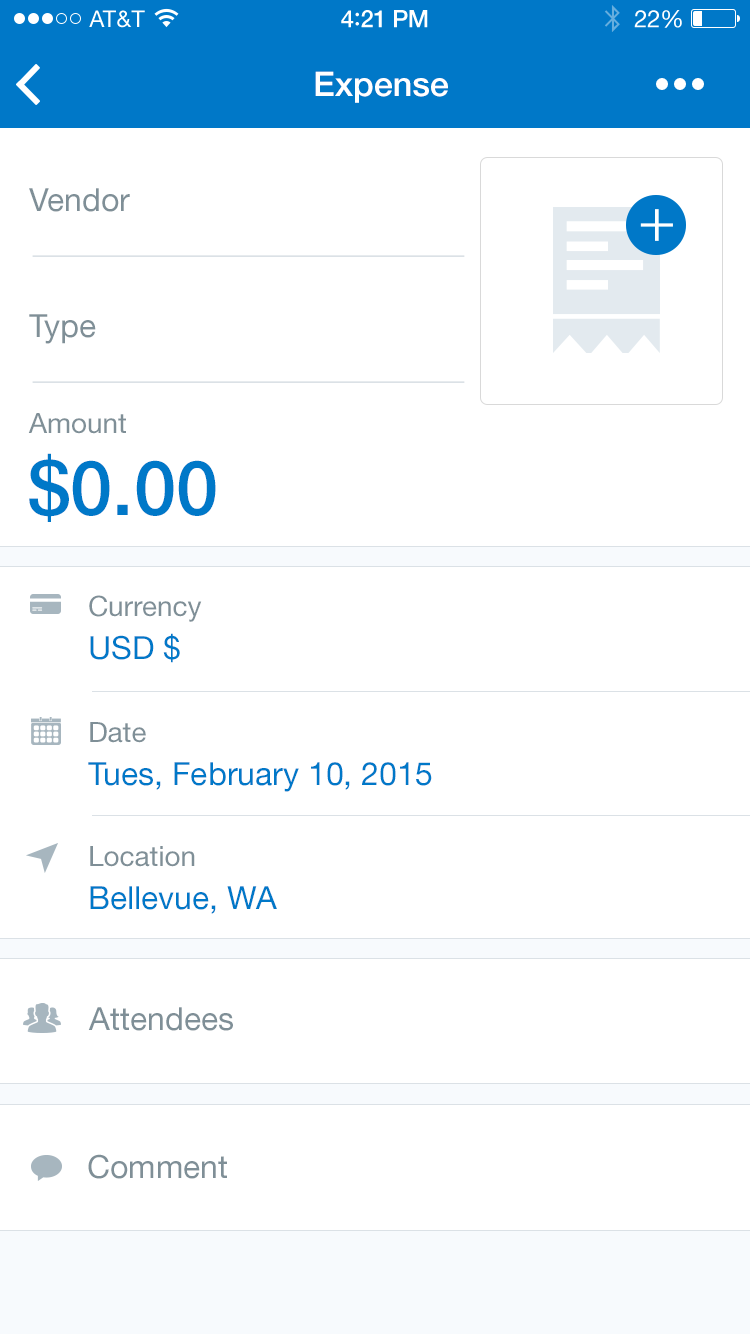 AT&T 4:21 PM 22%
Expense
Vendor
Type
Amount
$0.00
Currency
USD $
Date
Tues, February 10, 2015
Location
Bellevue, WA
Attendees
Comment